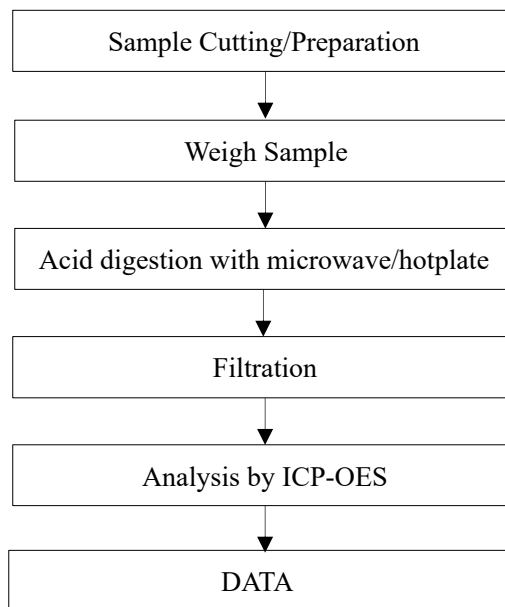 Sample Cutting/Preparation
Weigh Sample
Acid digestion with microwave/hotplate
Filtration
Analysis by ICP-OES
DATA